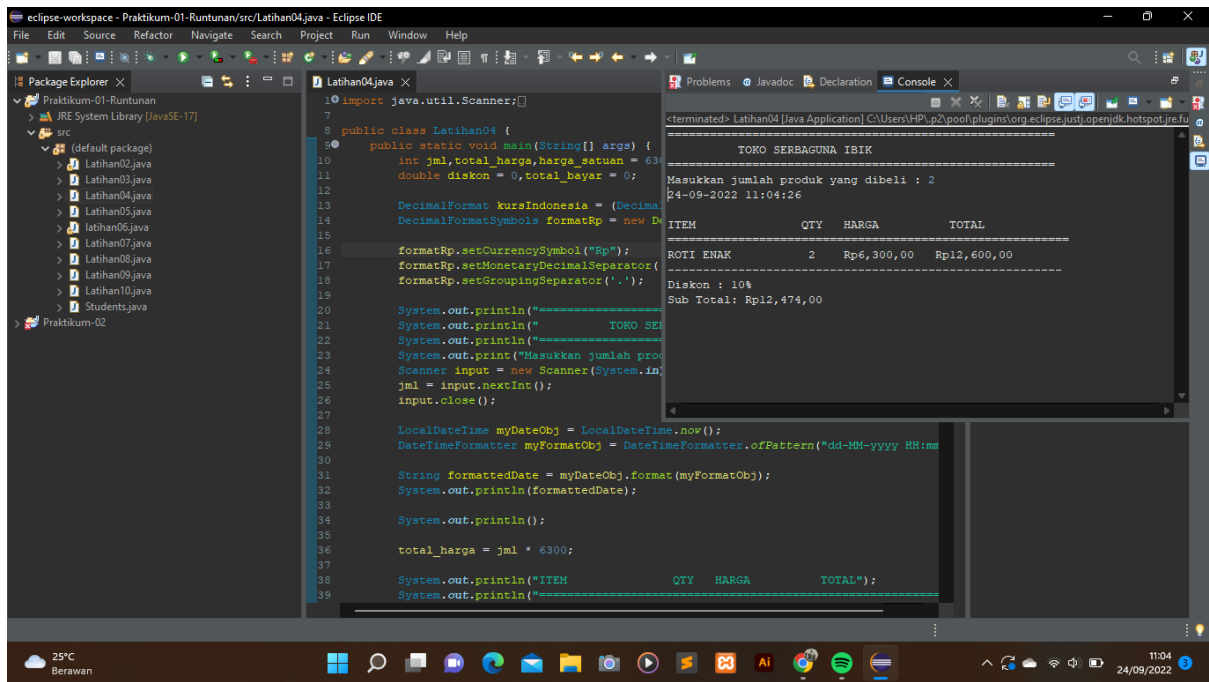 eclipse-workspace - Praktikum-01-Runtunan/src/Latihan04.java - Eclipse IDE
File Edit Source Refactor Navigate Search Project Run Window Help
Package Explorer
Praktikum-01-Runtunan
JRE System Library [JavaSE-17]
src
(default package)
Latihan02.java
Latihan03.java
Latihan04.java
Latihan05.java
latihan06.java
Latihan07.java
Latihan08.java
Latihan09.java
Latihan10.java
Students.java
Praktikum-02
Latihan04.java
1 import java.util.Scanner;
7
8 public class Latihan04 {
9 public static void main(String[] args) {
10 int jml,total_harga,harga_satuan = 630
11 double diskon = 0,total_bayar = 0;
12
13 DecimalFormat kursIndonesia = (Decima
14 DecimalFormatSymbols formatRp = new De
15
16 formatRp.setCurrencySymbol("Rp");
17 formatRp.setMonetaryDecimalSeparator(
18 formatRp.setGroupingSeparator('.');
19
20 System.out.println("==================
21 System.out.println(" TOKO SER
22 System.out.println("==================
23 System.out.print("Masukkan jumlah prod
24 Scanner input = new Scanner(System.in)
25 jml = input.nextInt();
26 input.close();
27
28 LocalDateTime myDateObj = LocalDateTime.now();
29 DateTimeFormatter myFormatObj = DateTimeFormatter.ofPattern("dd-MM-yyyy HH:mm
30
31 String formattedDate = myDateObj.format(myFormatObj);
32 System.out.println(formattedDate);
33
34 System.out.println();
35
36 total_harga = jml * 6300;
37
38 System.out.println("ITEM QTY HARGA TOTAL");
39 System.out.println("=========================================================
Problems Javadoc Declaration Console
<terminated> Latihan04 [Java Application] C:\Users\HP\.p2\pool\plugins\org.eclipse.justj.openjdk.hotspot.jre.fu
=======================================================
TOKO SERBAGUNA IBIK
=======================================================
Masukkan jumlah produk yang dibeli : 2
24-09-2022 11:04:26
ITEM QTY HARGA TOTAL
=========================================================
ROTI ENAK 2 Rp6,300,00 Rp12,600,00
--------------------------------------------------------
Diskon : 10%
Sub Total: Rp12,474,00
25°C
Berawan
Ai
11:04
24/09/2022
3